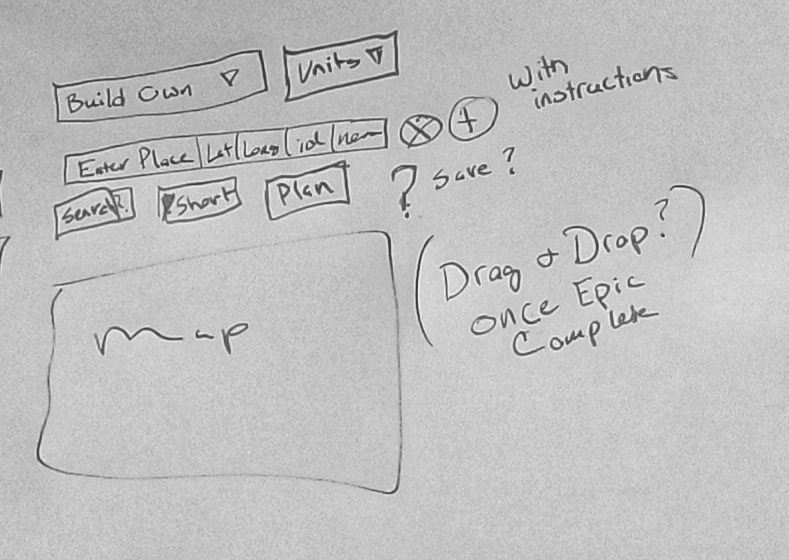 Build Own
Units
With
instructions
Enter Place | Lat | Long | id | name
X +
Search
Short
Plan
? save ?
(Drag & Drop?)
once Epic
Complete
map